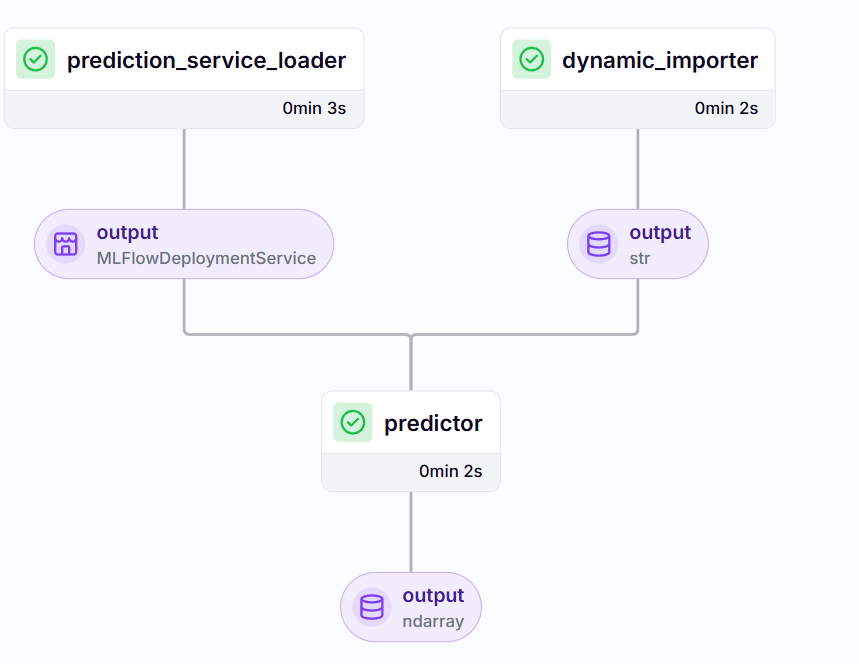 prediction_service_loader
0min 3s
dynamic_importer
0min 2s
output
MLFlowDeploymentService
output
str
predictor
0min 2s
output
ndarray